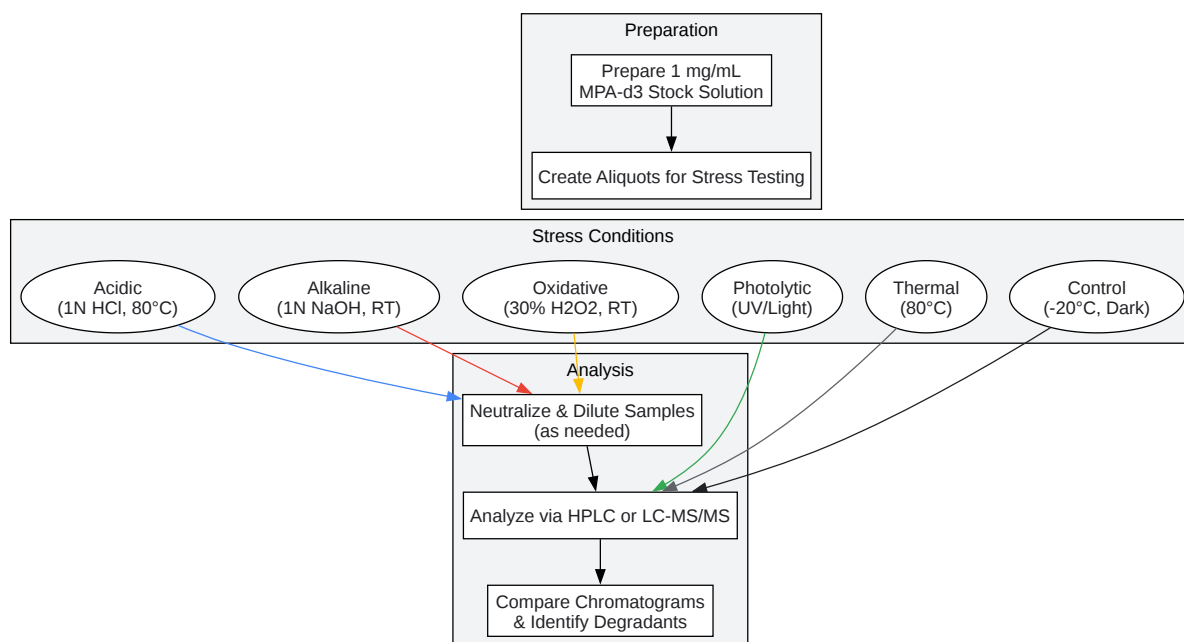 Preparation
Prepare 1 mg/mL
MPA-d3 Stock Solution
Create Aliquots for Stress Testing
Stress Conditions
Acidic
(1N HCl, 80°C)
Alkaline
(1N NaOH, RT)
Oxidative
(30% H2O2, RT)
Photolytic
(UV/Light)
Thermal
(80°C)
Control
(-20°C, Dark)
Analysis
Neutralize & Dilute Samples
(as needed)
Analyze via HPLC or LC-MS/MS
Compare Chromatograms
& Identify Degradants